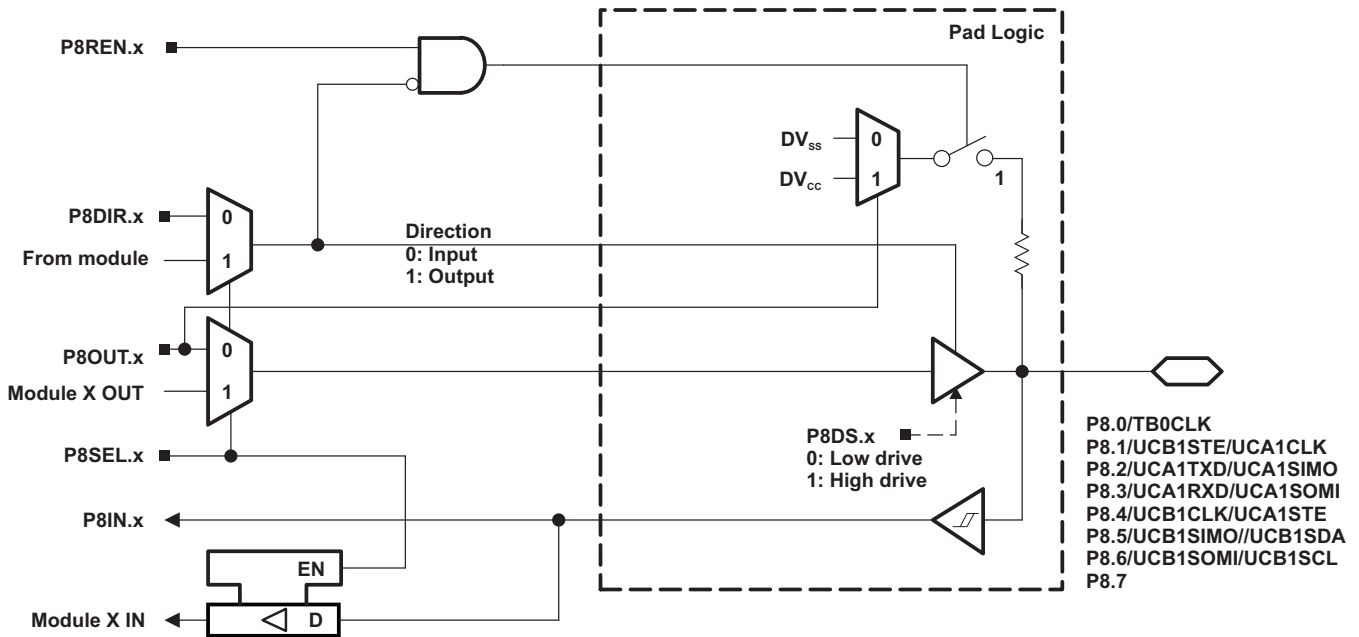 P8REN.x
Pad Logic
DVss
0
DVcc
1
1
P8DIR.x
0
From module
1
Direction
0: Input
1: Output
P8OUT.x
0
Module X OUT
1
P8SEL.x
P8DS.x
0: Low drive
1: High drive
P8.0/TB0CLK
P8.1/UCB1STE/UCA1CLK
P8.2/UCA1TXD/UCA1SIMO
P8.3/UCA1RXD/UCA1SOMI
P8.4/UCB1CLK/UCA1STE
P8.5/UCB1SIMO//UCB1SDA
P8.6/UCB1SOMI/UCB1SCL
P8.7
P8IN.x
EN
Module X IN
D